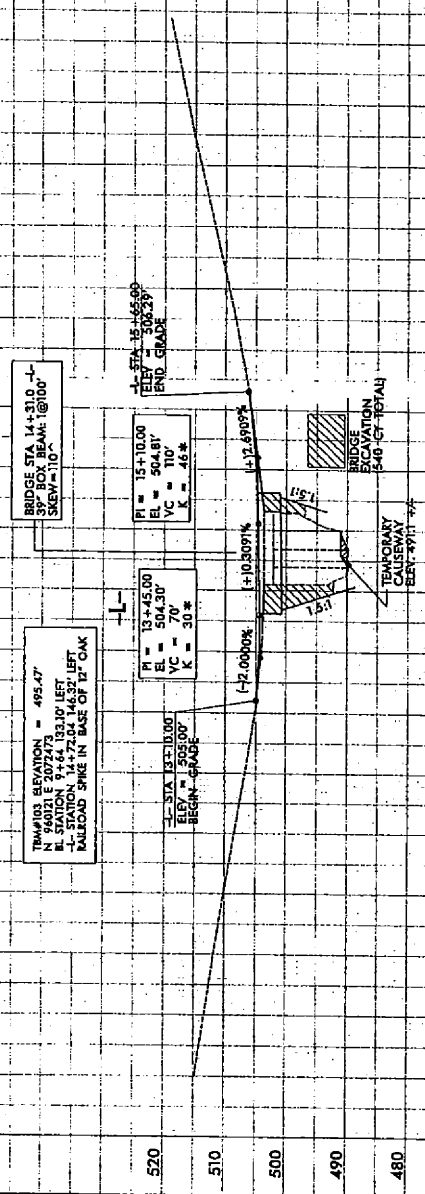 TBM#103 ELEVATION = 495.47'
N 960121 E 2072473
BL STATION 9+64 133.10' LEFT
-L- STATION 14+72.04 146.32' LEFT
RAILROAD SPIKE IN BASE OF 12" OAK
BRIDGE STA 14+31.0 -L-
39" BOX BEAM: 1@100'
SKEW=110°
-L-
PI = 13+45.00
EL = 504.30'
VC = 70'
K = 30*
PI = 15+10.00
EL = 504.81'
VC = 110'
K = 46*
-L- STA 13+10.00
ELEV = 505.00'
BEGIN GRADE
-L- STA 15+65.00
ELEV = 506.29'
END GRADE
(-)2.0000%
(+)0.3091%
(+)2.6909%
1.5:1
1.5:1
BRIDGE
EXCAVATION
(540 CY TOTAL)
TEMPORARY
CAUSEWAY
ELEV. 491.1 +/-
520
510
500
490
480